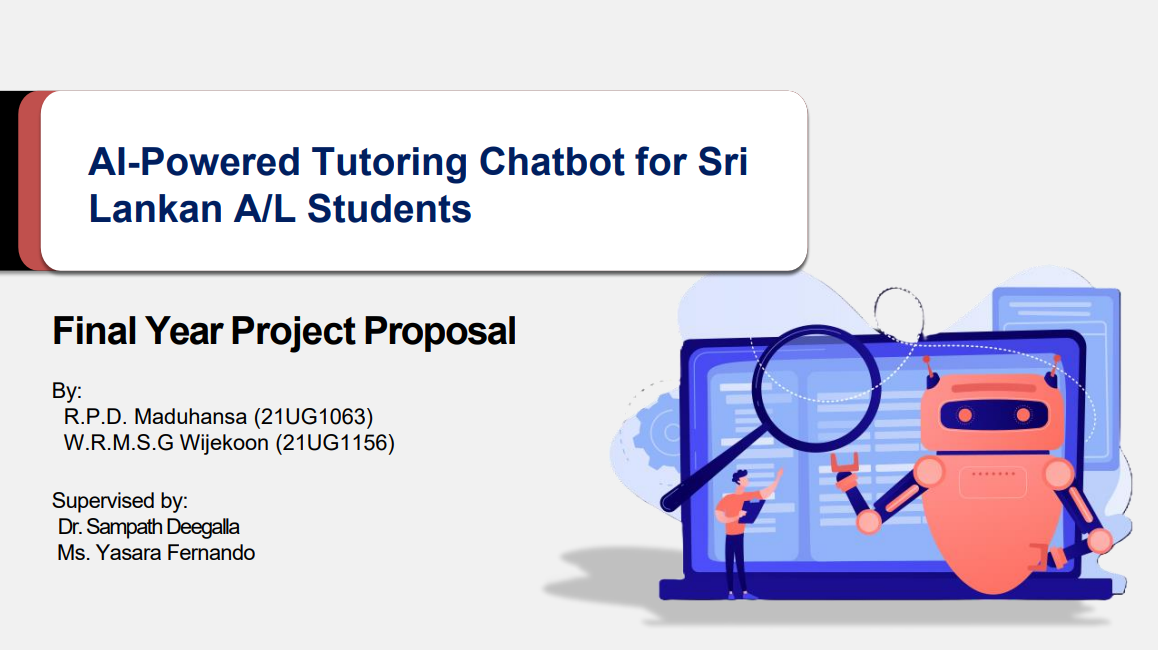 AI-Powered Tutoring Chatbot for Sri
Lankan A/L Students
Final Year Project Proposal
By:
R.P.D. Maduhansa (21UG1063)
W.R.M.S.G Wijekoon (21UG1156)
Supervised by:
Dr. Sampath Deegalla
Ms. Yasara Fernando